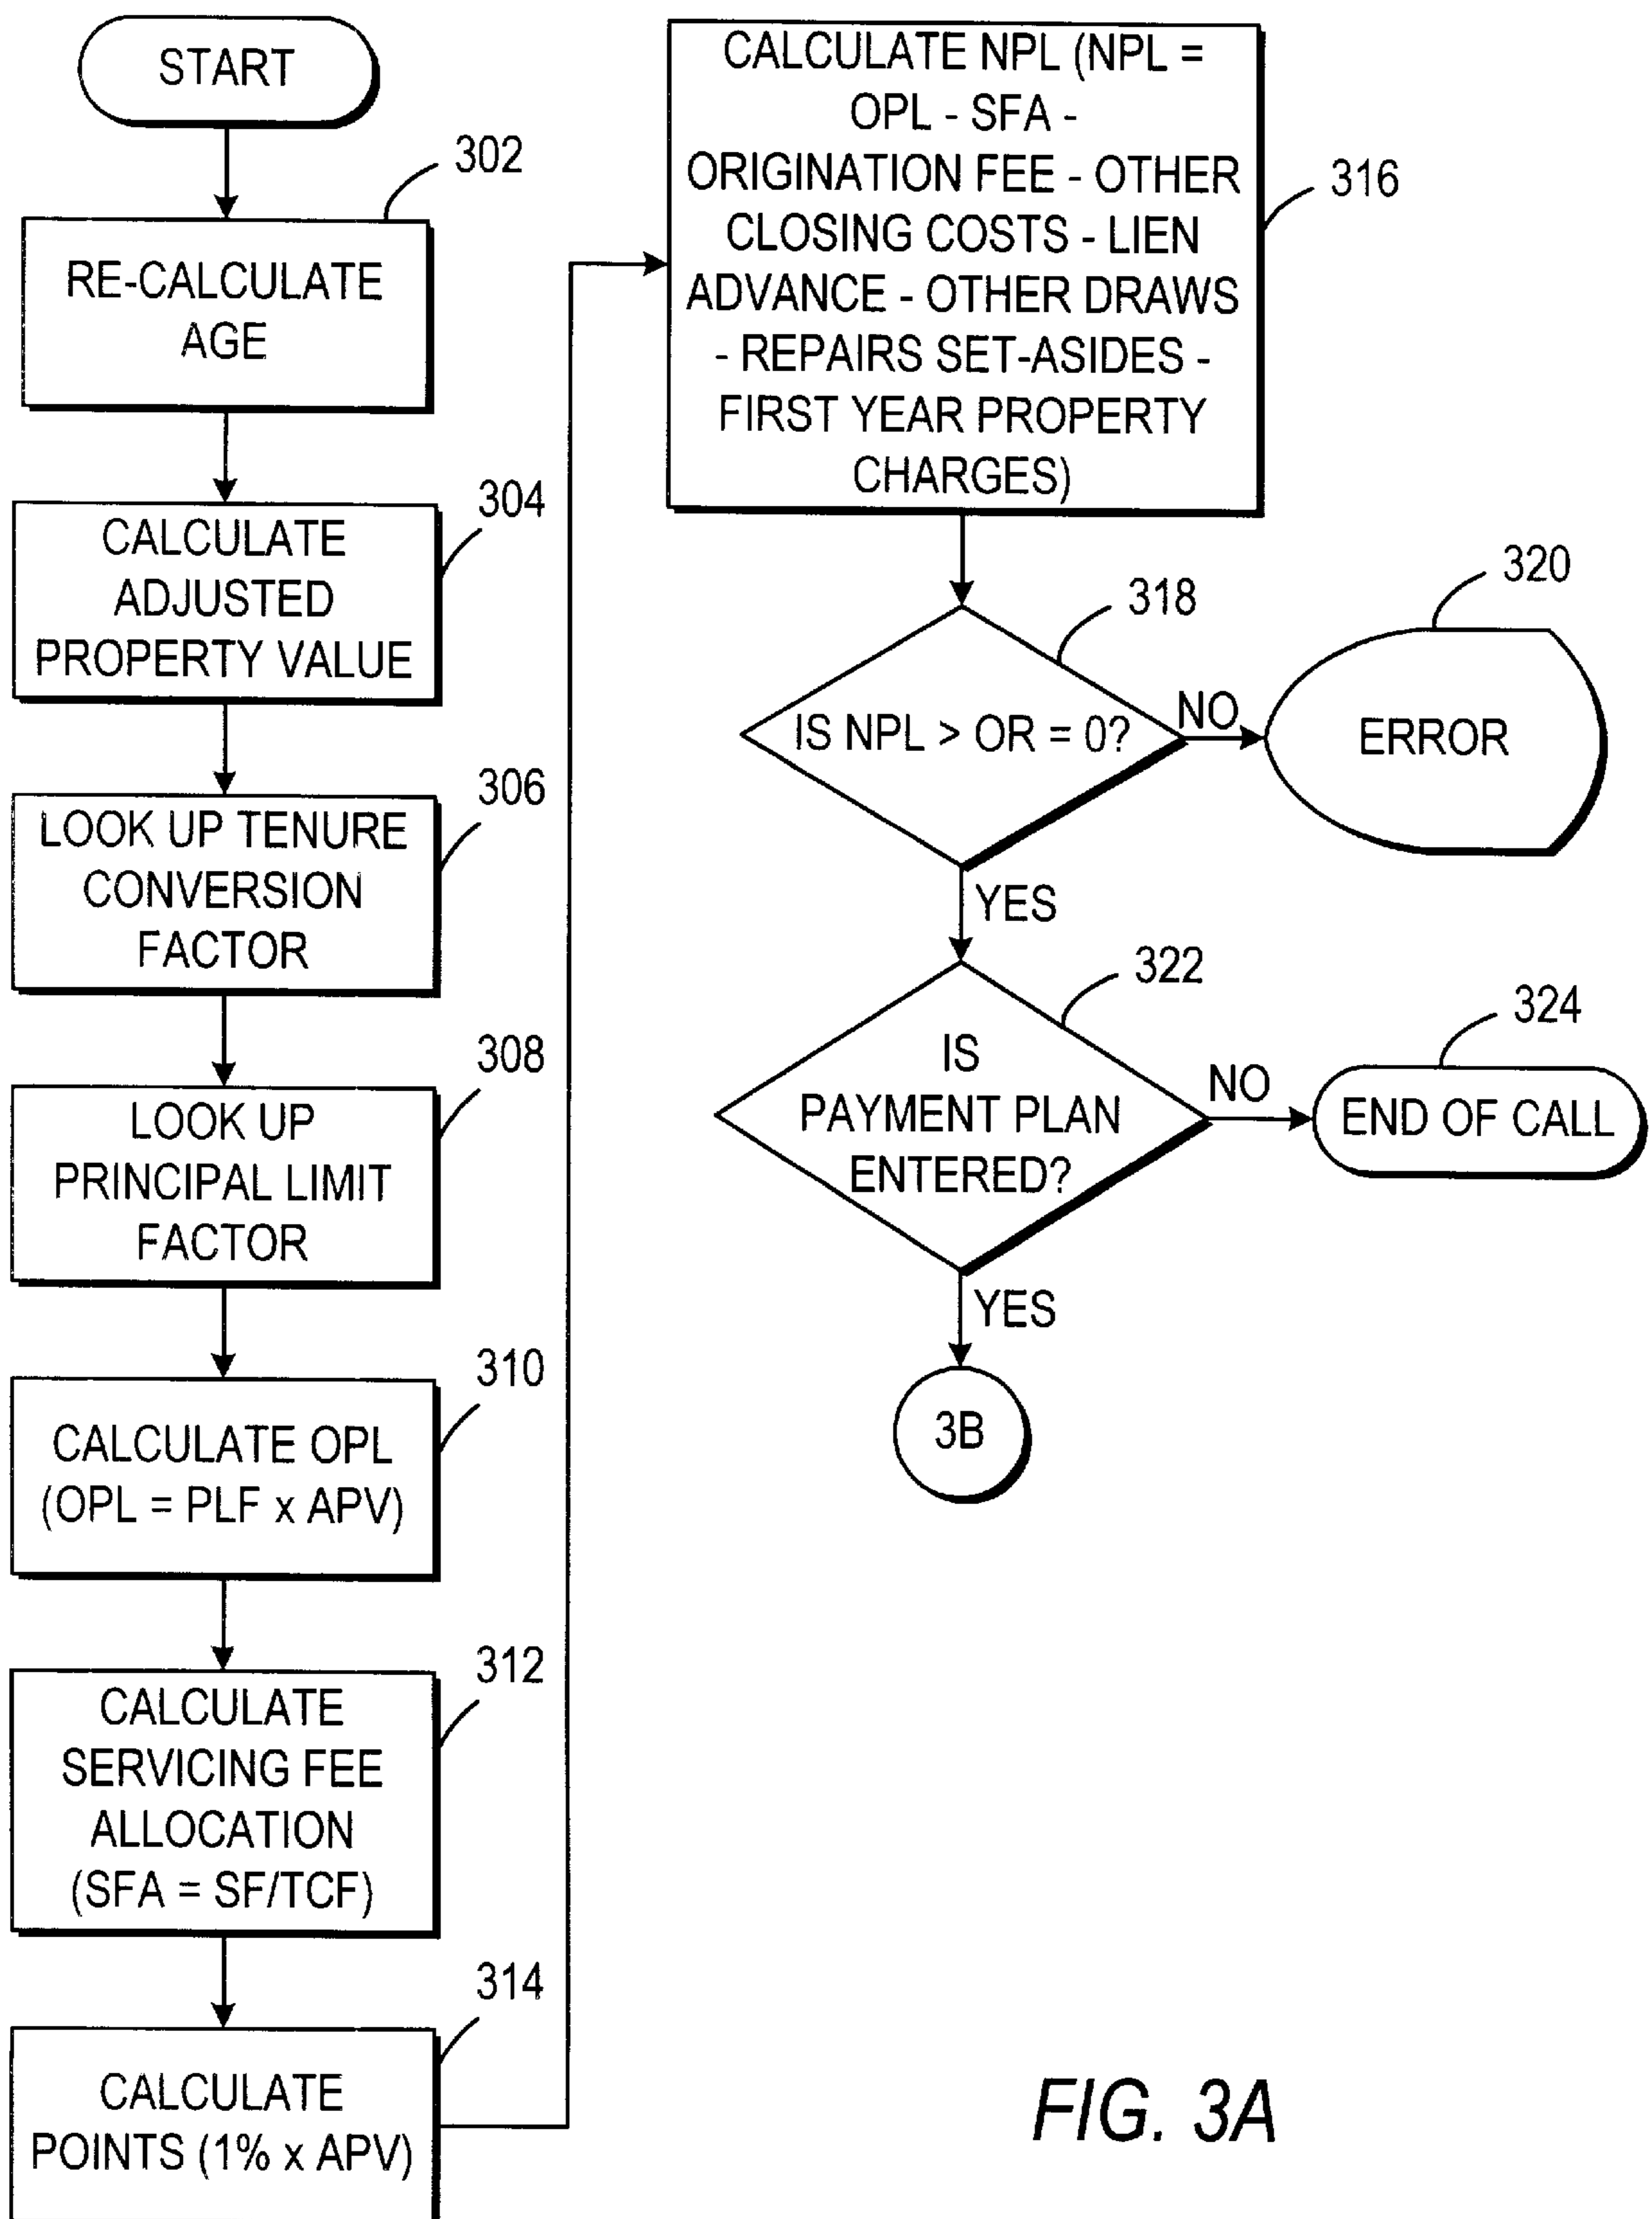 START
302
RE-CALCULATE
AGE
304
CALCULATE
ADJUSTED
PROPERTY VALUE
306
LOOK UP TENURE
CONVERSION
FACTOR
308
LOOK UP
PRINCIPAL LIMIT
FACTOR
310
CALCULATE OPL
(OPL = PLF x APV)
312
CALCULATE
SERVICING FEE
ALLOCATION
(SFA = SF/TCF)
314
CALCULATE
POINTS (1% x APV)
CALCULATE NPL (NPL =
OPL - SFA -
ORIGINATION FEE - OTHER
CLOSING COSTS - LIEN
ADVANCE - OTHER DRAWS
- REPAIRS SET-ASIDES -
FIRST YEAR PROPERTY
CHARGES)
316
318
IS NPL > OR = 0?
NO
320
ERROR
YES
322
IS
PAYMENT PLAN
ENTERED?
NO
324
END OF CALL
YES
3B
FIG. 3A